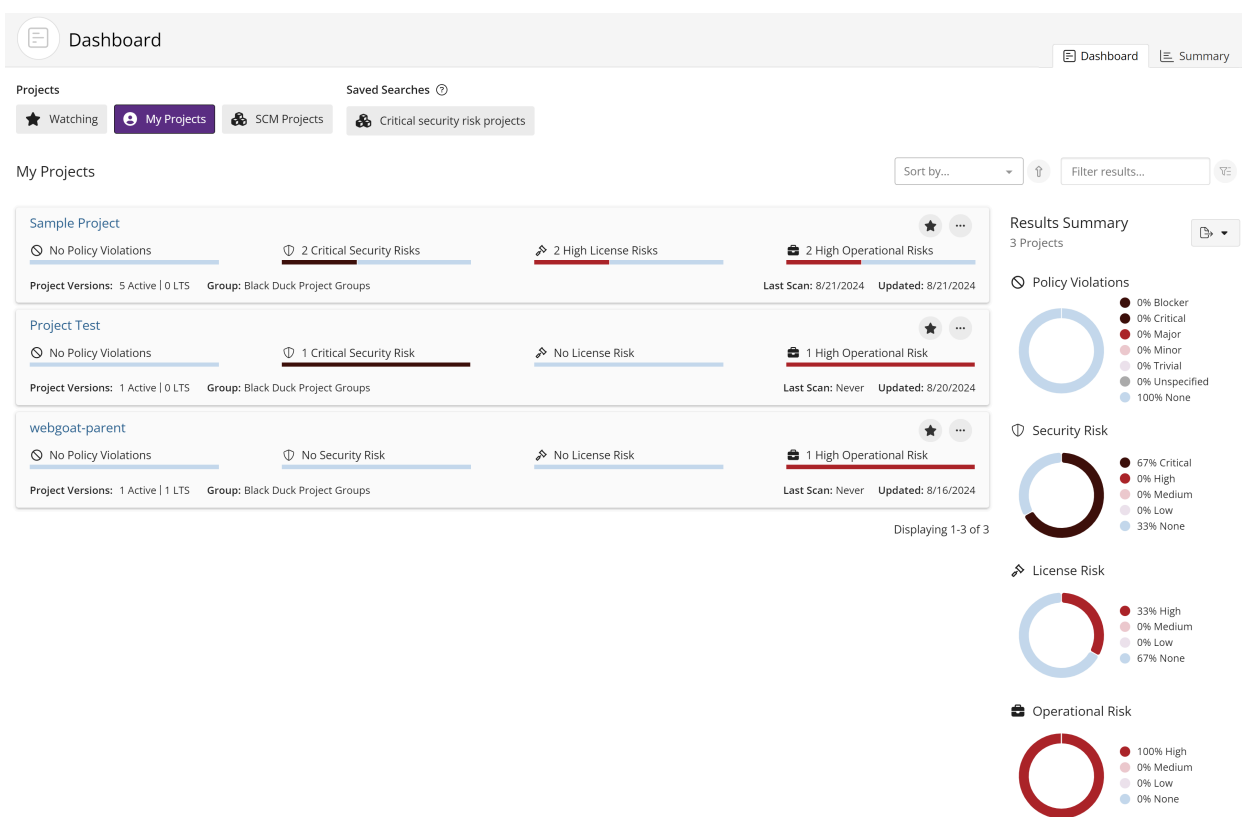 Dashboard
Dashboard Summary
Projects
Saved Searches
Watching My Projects SCM Projects Critical security risk projects
My Projects
Sort by...
Filter results...
Sample Project
No Policy Violations 2 Critical Security Risks 2 High License Risks 2 High Operational Risks
Project Versions: 5 Active | 0 LTS Group: Black Duck Project Groups Last Scan: 8/21/2024 Updated: 8/21/2024
Project Test
No Policy Violations 1 Critical Security Risk No License Risk 1 High Operational Risk
Project Versions: 1 Active | 0 LTS Group: Black Duck Project Groups Last Scan: Never Updated: 8/20/2024
webgoat-parent
No Policy Violations No Security Risk No License Risk 1 High Operational Risk
Project Versions: 1 Active | 1 LTS Group: Black Duck Project Groups Last Scan: Never Updated: 8/16/2024
Displaying 1-3 of 3
Results Summary
3 Projects
Policy Violations
0% Blocker
0% Critical
0% Major
0% Minor
0% Trivial
0% Unspecified
100% None
Security Risk
67% Critical
0% High
0% Medium
0% Low
33% None
License Risk
33% High
0% Medium
0% Low
67% None
Operational Risk
100% High
0% Medium
0% Low
0% None